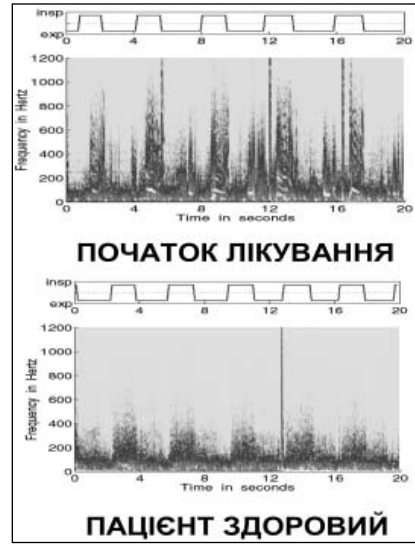 insp
exp
0 4 8 12 16 20
1200
1000
800
600
400
200
0
Frequency in Hertz
0 4 8 12 16 20
Time in seconds
ПОЧАТОК ЛІКУВАННЯ
insp
exp
0 4 8 12 16 20
1200
1000
800
600
400
200
0
Frequency in Hertz
0 4 8 12 16 20
Time in seconds
ПАЦІЄНТ ЗДОРОВИЙ